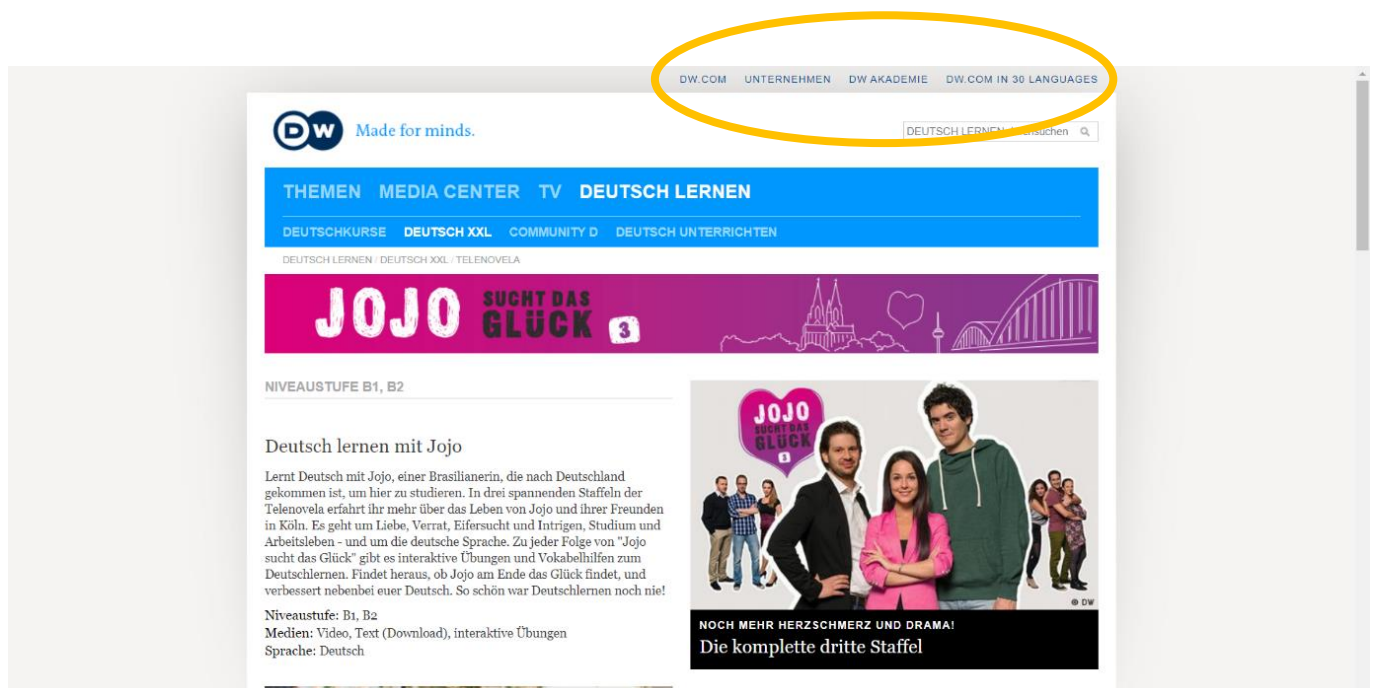 DW.COM UNTERNEHMEN DW AKADEMIE DW.COM IN 30 LANGUAGES
DW Made for minds.
DEUTSCH LERNEN
THEMEN MEDIA CENTER TV DEUTSCH LERNEN
DEUTSCHKURSE DEUTSCH XXL COMMUNITY D DEUTSCH UNTERRICHTEN
DEUTSCH LERNEN / DEUTSCH XXL / TELENOVELA
JOJO SUCHT DAS
GLÜCK 3
NIVEAUSTUFE B1, B2
Deutsch lernen mit Jojo
Lernt Deutsch mit Jojo, einer Brasilianerin, die nach Deutschland
gekommen ist, um hier zu studieren. In drei spannenden Staffeln der
Telenovela erfahrt ihr mehr über das Leben von Jojo und ihrer Freunden
in Köln. Es geht um Liebe, Verrat, Eifersucht und Intrigen, Studium und
Arbeitsleben - und um die deutsche Sprache. Zu jeder Folge von "Jojo
sucht das Glück" gibt es interaktive Übungen und Vokabelhilfen zum
Deutschlernen. Findet heraus, ob Jojo am Ende das Glück findet, und
verbessert nebenbei euer Deutsch. So schön war Deutschlernen noch nie!
Niveaustufe: B1, B2
Medien: Video, Text (Download), interaktive Übungen
Sprache: Deutsch
JOJO
SUCHT DAS
GLÜCK
3
© DW
NOCH MEHR HERZSCHMERZ UND DRAMA!
Die komplette dritte Staffel